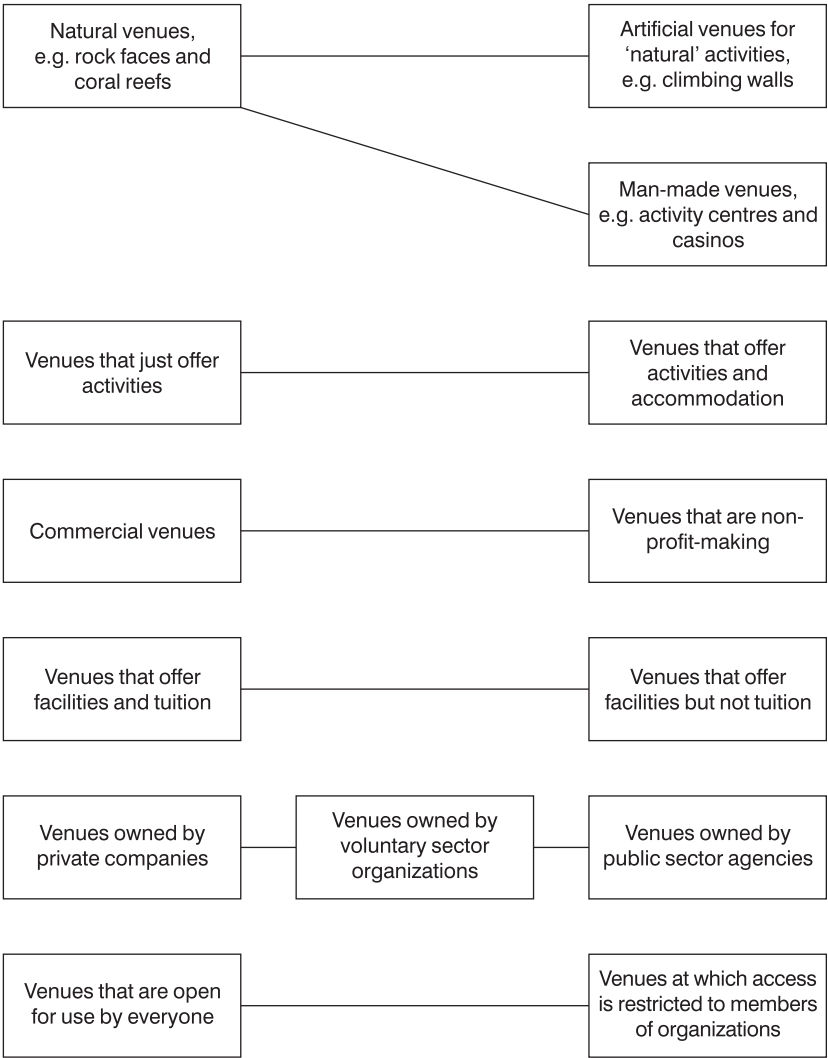 Natural venues,
e.g. rock faces and
coral reefs
Artificial venues for
‘natural’ activities,
e.g. climbing walls
Man-made venues,
e.g. activity centres and
casinos
Venues that just offer
activities
Venues that offer
activities and
accommodation
Commercial venues
Venues that are non-
profit-making
Venues that offer
facilities and tuition
Venues that offer
facilities but not tuition
Venues owned by
private companies
Venues owned by
voluntary sector
organizations
Venues owned by
public sector agencies
Venues that are open
for use by everyone
Venues at which access
is restricted to members
of organizations